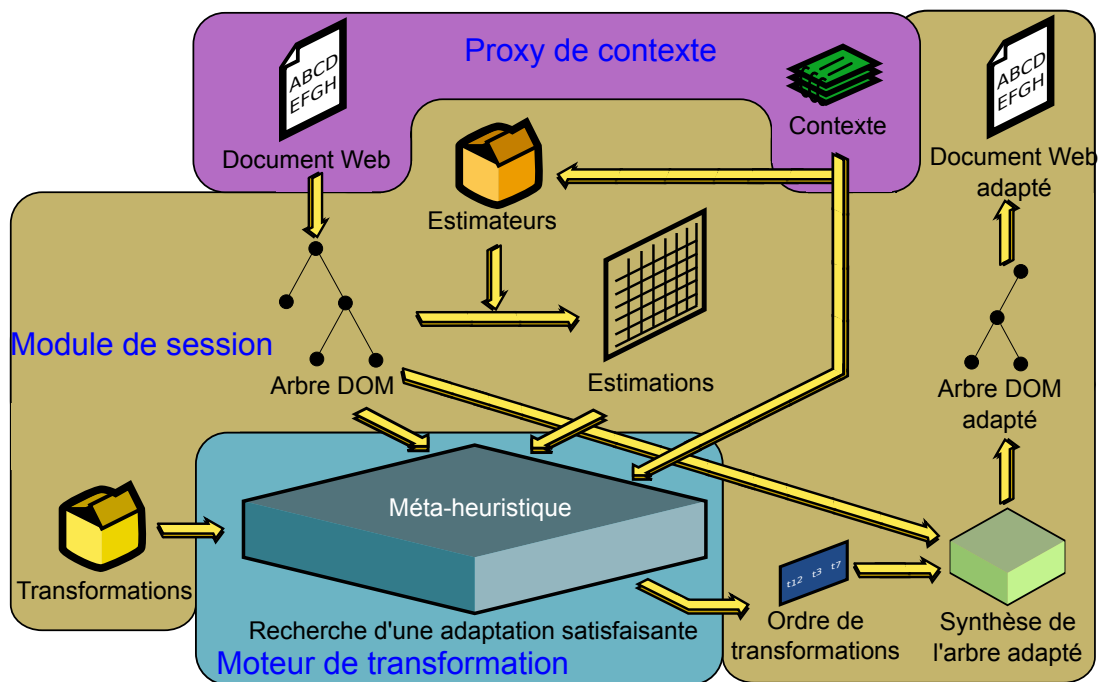 Proxy de contexte
ABCD
EFGH
Document Web
Contexte
ABCD
EFGH
Document Web
adapté
Estimateurs
Module de session
Arbre DOM
Estimations
Arbre DOM
adapté
Méta-heuristique
Transformations
Recherche d'une adaptation satisfaisante
Moteur de transformation
t12 t3 t7
Ordre de
transformations
Synthèse de
l'arbre adapté